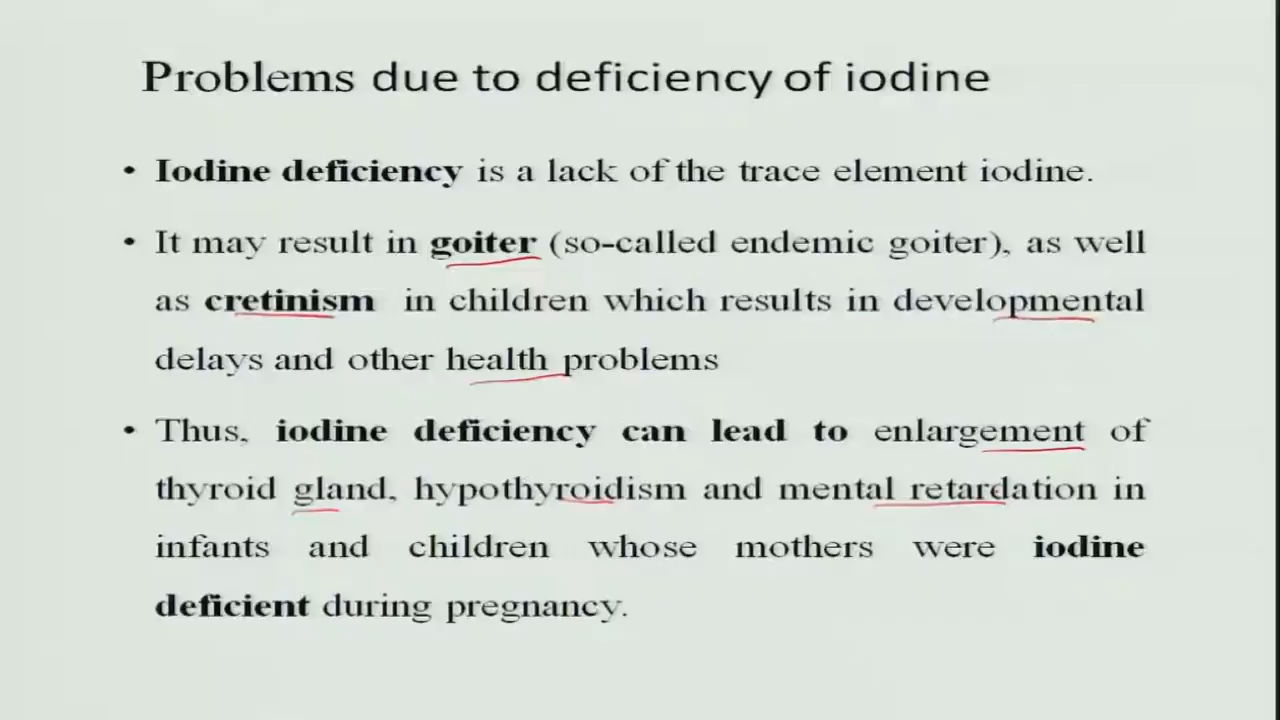 Problems due to deficiency of iodine
• Iodine deficiency is a lack of the trace element iodine.
• It may result in goiter (so-called endemic goiter), as well
as cretinism in children which results in developmental
delays and other health problems
• Thus, iodine deficiency can lead to enlargement of
thyroid gland, hypothyroidism and mental retardation in
infants and children whose mothers were iodine
deficient during pregnancy.